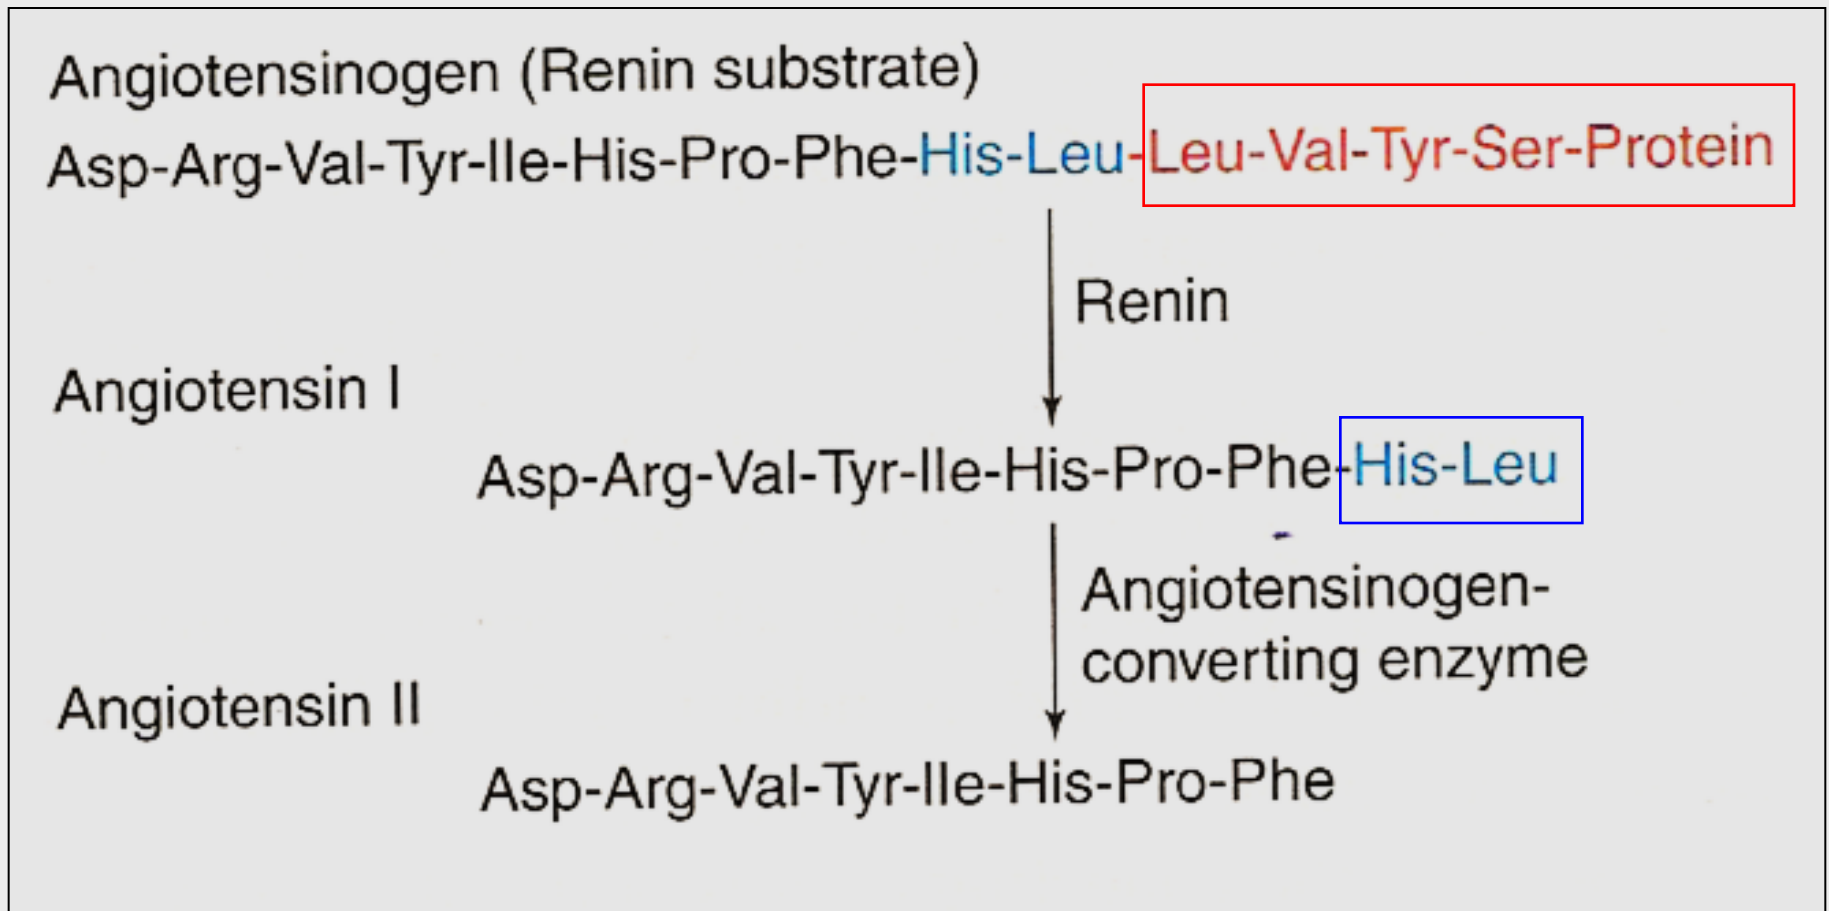 Angiotensinogen (Renin substrate)
Asp-Arg-Val-Tyr-Ile-His-Pro-Phe-His-Leu-Leu-Val-Tyr-Ser-Protein
Renin
Angiotensin I
Asp-Arg-Val-Tyr-Ile-His-Pro-Phe-His-Leu
Angiotensinogen-
converting enzyme
Angiotensin II
Asp-Arg-Val-Tyr-Ile-His-Pro-Phe